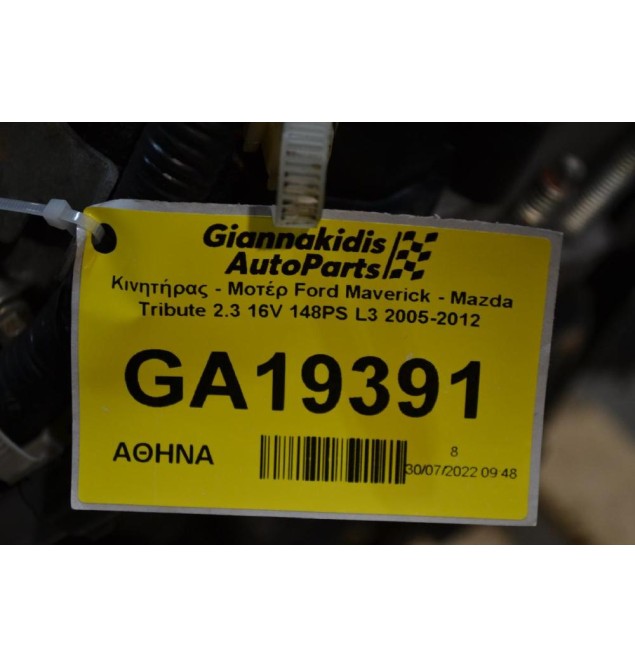 Giannakidis
AutoParts
Κινητήρας - Μοτέρ Ford Maverick - Mazda
Tribute 2.3 16V 148PS L3 2005-2012
GA19391
ΑΘΗΝΑ
8
30/07/2022 09:48